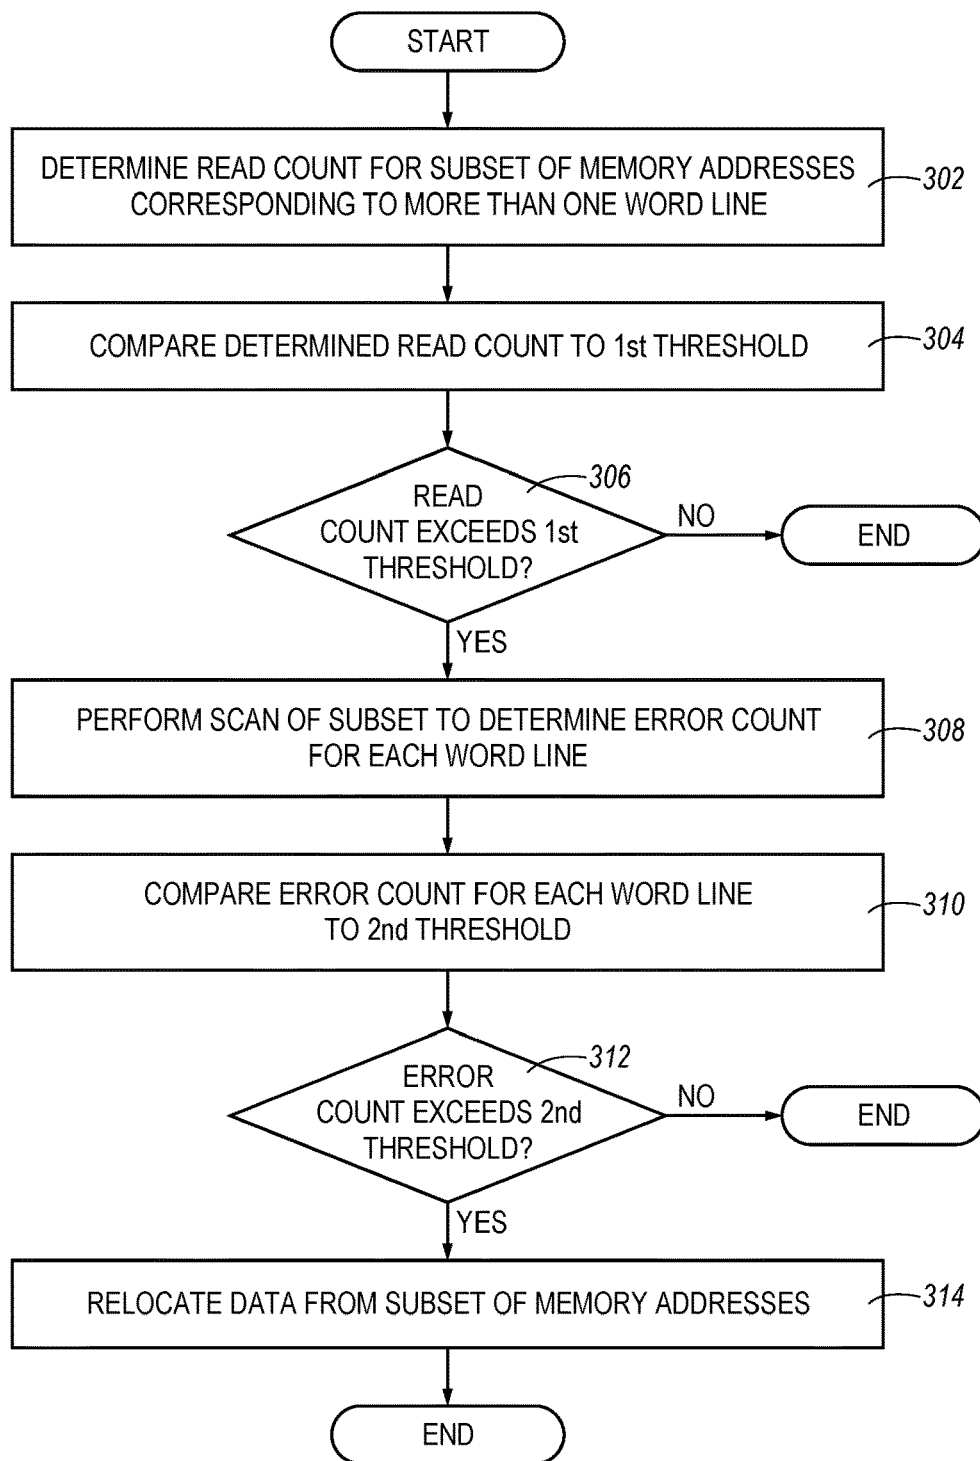 START
DETERMINE READ COUNT FOR SUBSET OF MEMORY ADDRESSES
CORRESPONDING TO MORE THAN ONE WORD LINE
302
COMPARE DETERMINED READ COUNT TO 1st THRESHOLD
304
306
READ
COUNT EXCEEDS 1st
THRESHOLD?
NO
END
YES
PERFORM SCAN OF SUBSET TO DETERMINE ERROR COUNT
FOR EACH WORD LINE
308
COMPARE ERROR COUNT FOR EACH WORD LINE
TO 2nd THRESHOLD
310
312
ERROR
COUNT EXCEEDS 2nd
THRESHOLD?
NO
END
YES
RELOCATE DATA FROM SUBSET OF MEMORY ADDRESSES
314
END